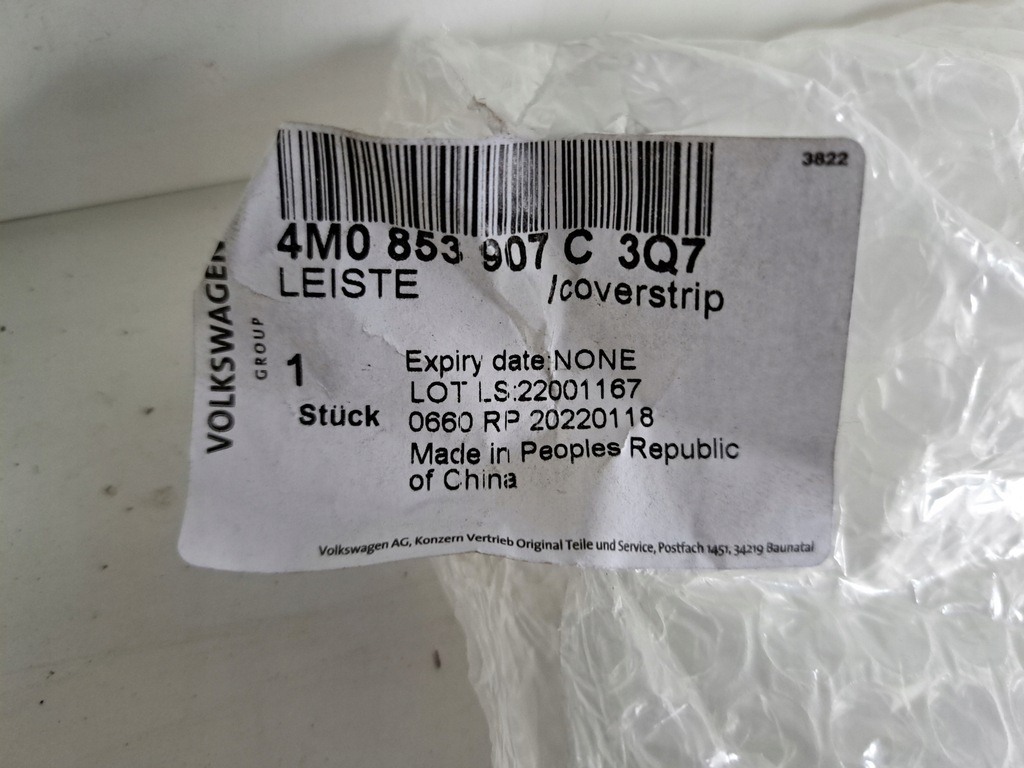 3822
4M0 853 907 C 3Q7
LEISTE /coverstrip
VOLKSWAGEN
GROUP
1
Stück
Expiry date:NONE
LOT LS:22001167
0660 RP 20220118
Made in Peoples Republic
of China
Volkswagen AG, Konzern Vertrieb Original Teile und Service, Postfach 1451, 34219 Baunatal